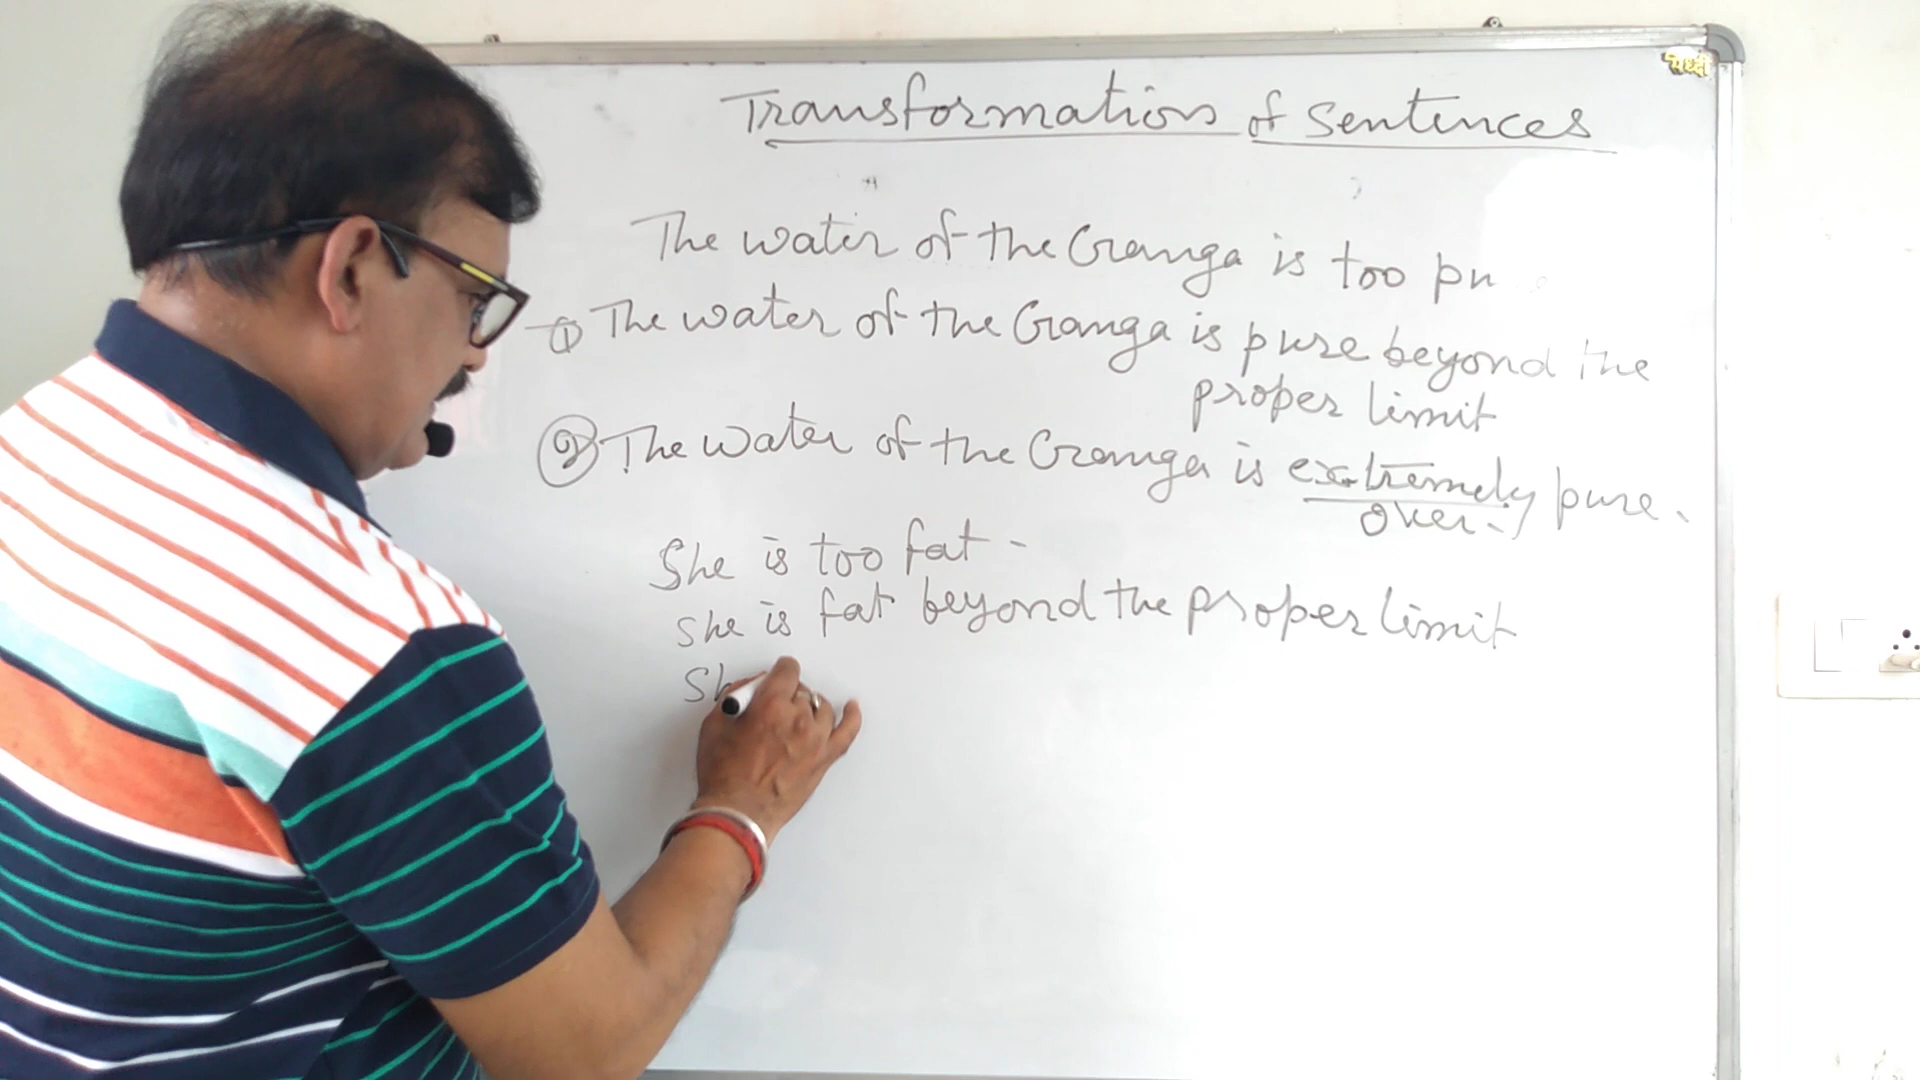 Transformation of Sentences
The water of the Ganga is too pu
① The water of the Ganga is pure beyond the
proper limit
② The water of the Ganga is extremely pure.
over.
She is too fat -
She is fat beyond the proper limit
Sh